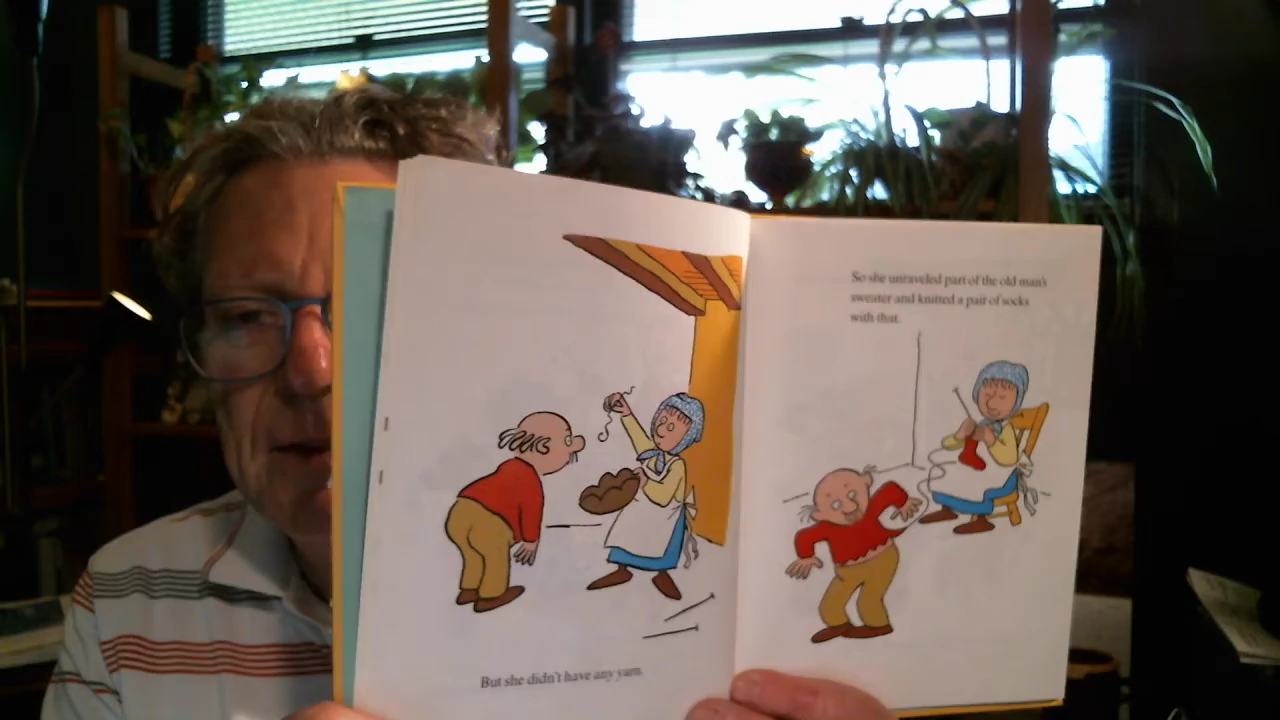 But she didn't have any yarn.
So she unraveled part of the old man's
sweater and knitted a pair of socks
with that.